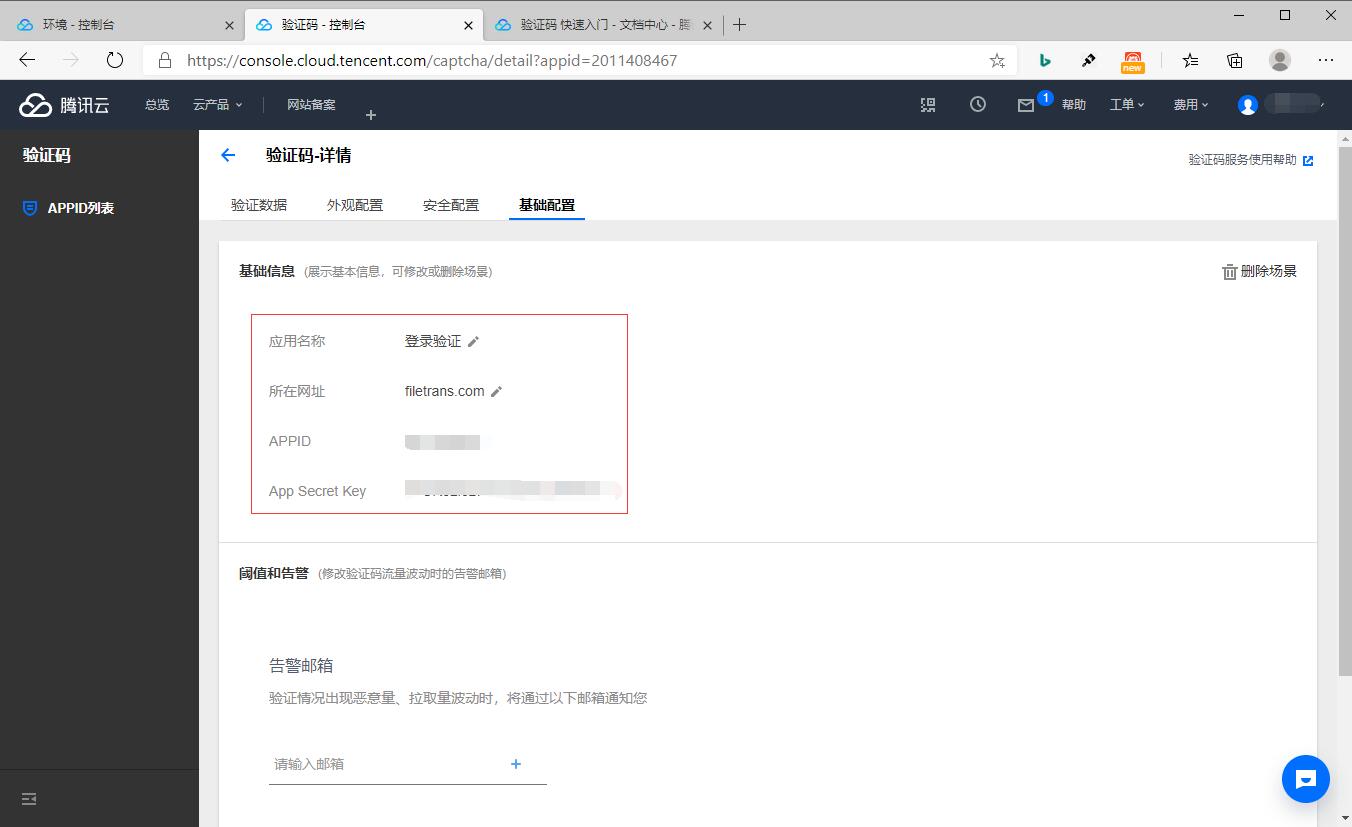 环境 - 控制台
验证码 - 控制台
验证码 快速入门 - 文档中心 - 腾
https://console.cloud.tencent.com/captcha/detail?appid=2011408467
new
腾讯云
总览
云产品
网站备案
1
帮助
工单
费用
验证码
APPID列表
验证码-详情
验证码服务使用帮助
验证数据
外观配置
安全配置
基础配置
基础信息 (展示基本信息，可修改或删除场景)
删除场景
应用名称 登录验证
所在网址 filetrans.com
APPID
App Secret Key
阈值和告警 (修改验证码流量波动时的告警邮箱)
告警邮箱
验证情况出现恶意量、拉取量波动时，将通过以下邮箱通知您
请输入邮箱